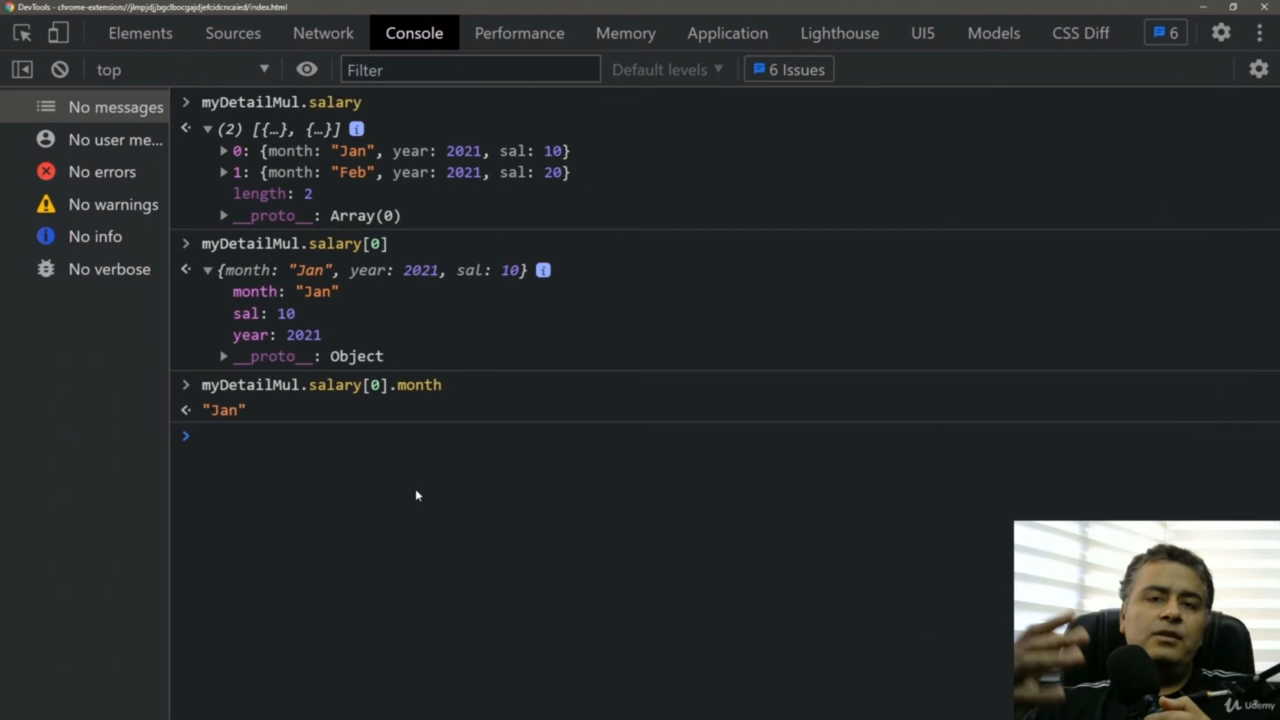 DevTools - chrome-extension://jlmpjdjjbgclbocgajdjefcidcncaied/index.html
Elements Sources Network Console Performance Memory Application Lighthouse UI5 Models CSS Diff 6
top Filter Default levels 6 Issues
No messages
No user me...
No errors
No warnings
No info
No verbose
> myDetailMul.salary
(2) [{…}, {…}]
0: {month: "Jan", year: 2021, sal: 10}
1: {month: "Feb", year: 2021, sal: 20}
length: 2
__proto__: Array(0)
> myDetailMul.salary[0]
{month: "Jan", year: 2021, sal: 10}
month: "Jan"
sal: 10
year: 2021
__proto__: Object
> myDetailMul.salary[0].month
"Jan"
>
Udemy